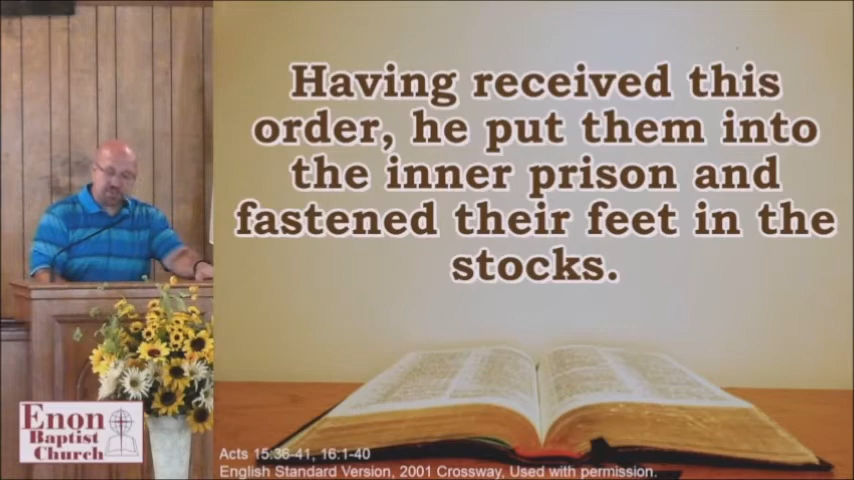 Having received this
order, he put them into
the inner prison and
fastened their feet in the
stocks.
Enon
Baptist
Church
Acts 15:36-41, 16:1-40
English Standard Version, 2001 Crossway, Used with permission.